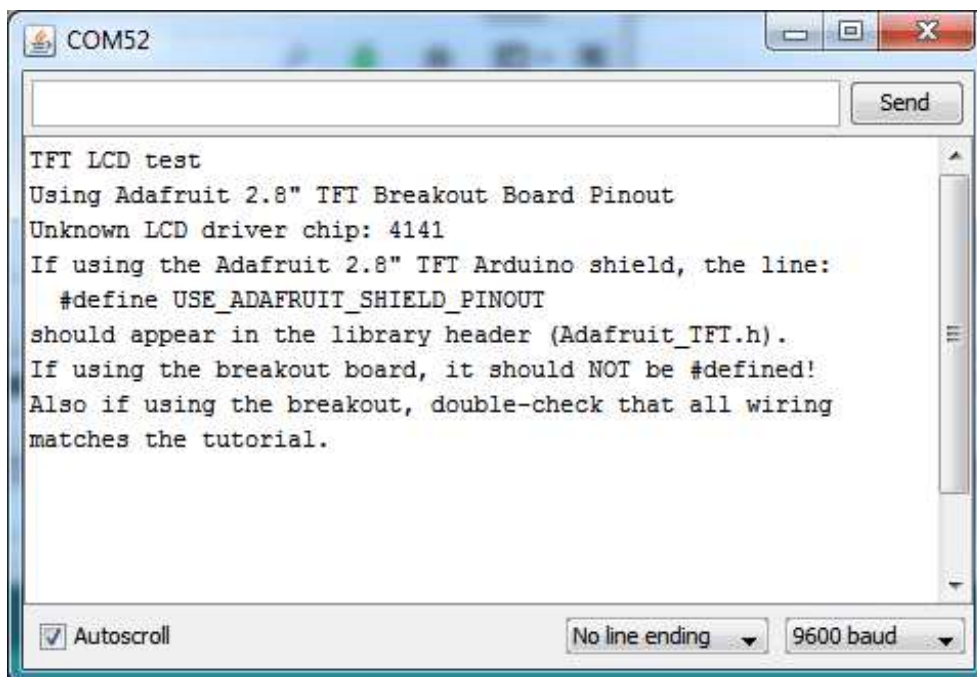 COM52
Send
TFT LCD test
Using Adafruit 2.8" TFT Breakout Board Pinout
Unknown LCD driver chip: 4141
If using the Adafruit 2.8" TFT Arduino shield, the line:
  #define USE_ADAFRUIT_SHIELD_PINOUT
should appear in the library header (Adafruit_TFT.h).
If using the breakout board, it should NOT be #defined!
Also if using the breakout, double-check that all wiring
matches the tutorial.
Autoscroll
No line ending
9600 baud